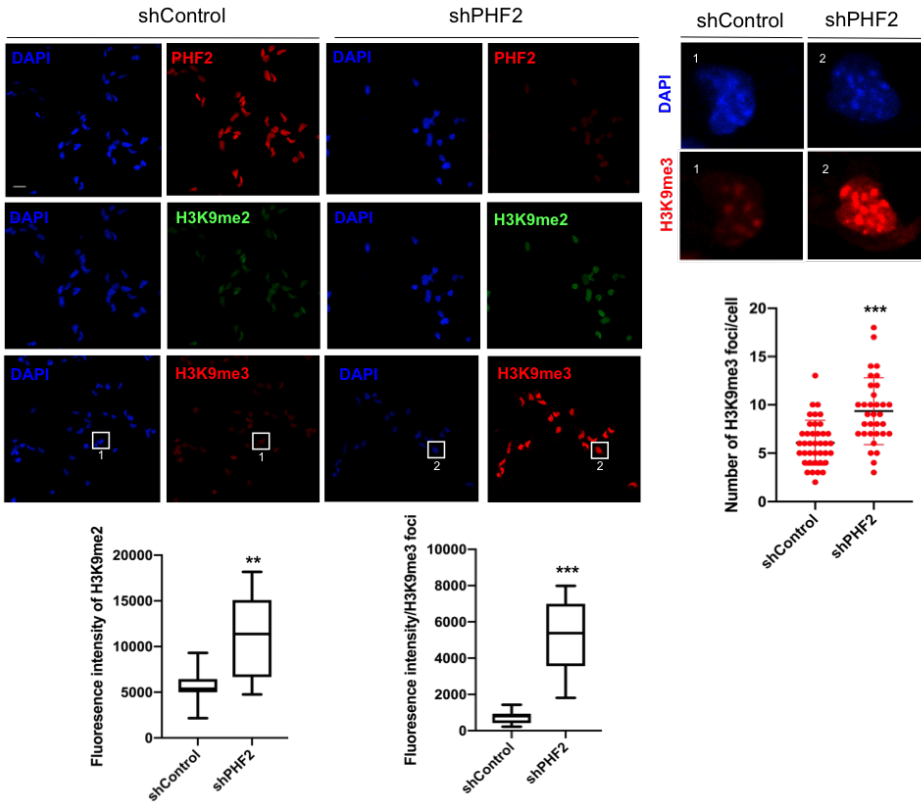 shControl
shPHF2
DAPI
PHF2
DAPI
PHF2
DAPI
H3K9me2
DAPI
H3K9me2
DAPI
H3K9me3
DAPI
H3K9me3
1
1
2
2
shControl
shPHF2
DAPI
1
2
H3K9me3
1
2
Number of H3K9me3 foci/cell
20
15
10
5
0
***
shControl
shPHF2
Fluoresence intensity of H3K9me2
20000
15000
10000
5000
0
**
shControl
shPHF2
Fluoresence intensity/H3K9me3 foci
10000
8000
6000
4000
2000
0
***
shControl
shPHF2